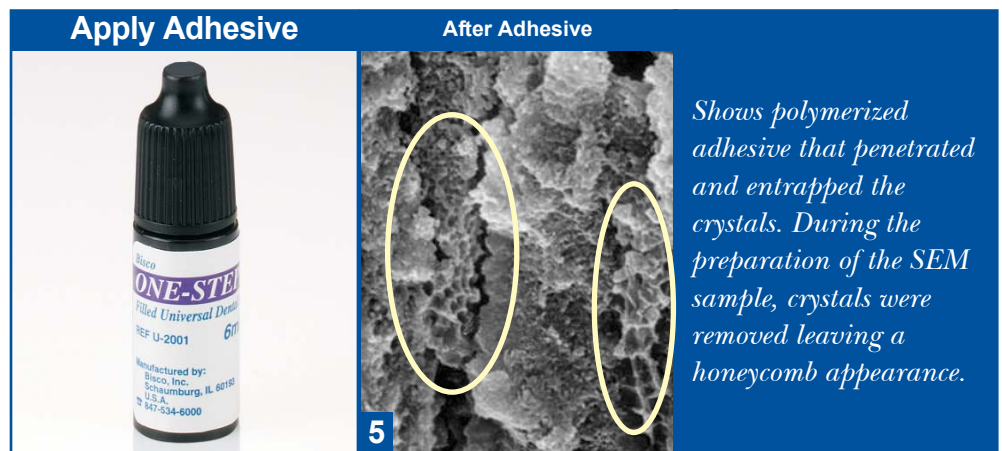 Apply Adhesive
After Adhesive
Bisco
ONE-STEP
Filled Universal Dental
REF U-2001
6m
Manufactured by:
Bisco, Inc.
Schaumburg, IL 60193
U.S.A.
☎ 847-534-6000
5
Shows polymerized
adhesive that penetrated
and entrapped the
crystals. During the
preparation of the SEM
sample, crystals were
removed leaving a
honeycomb appearance.